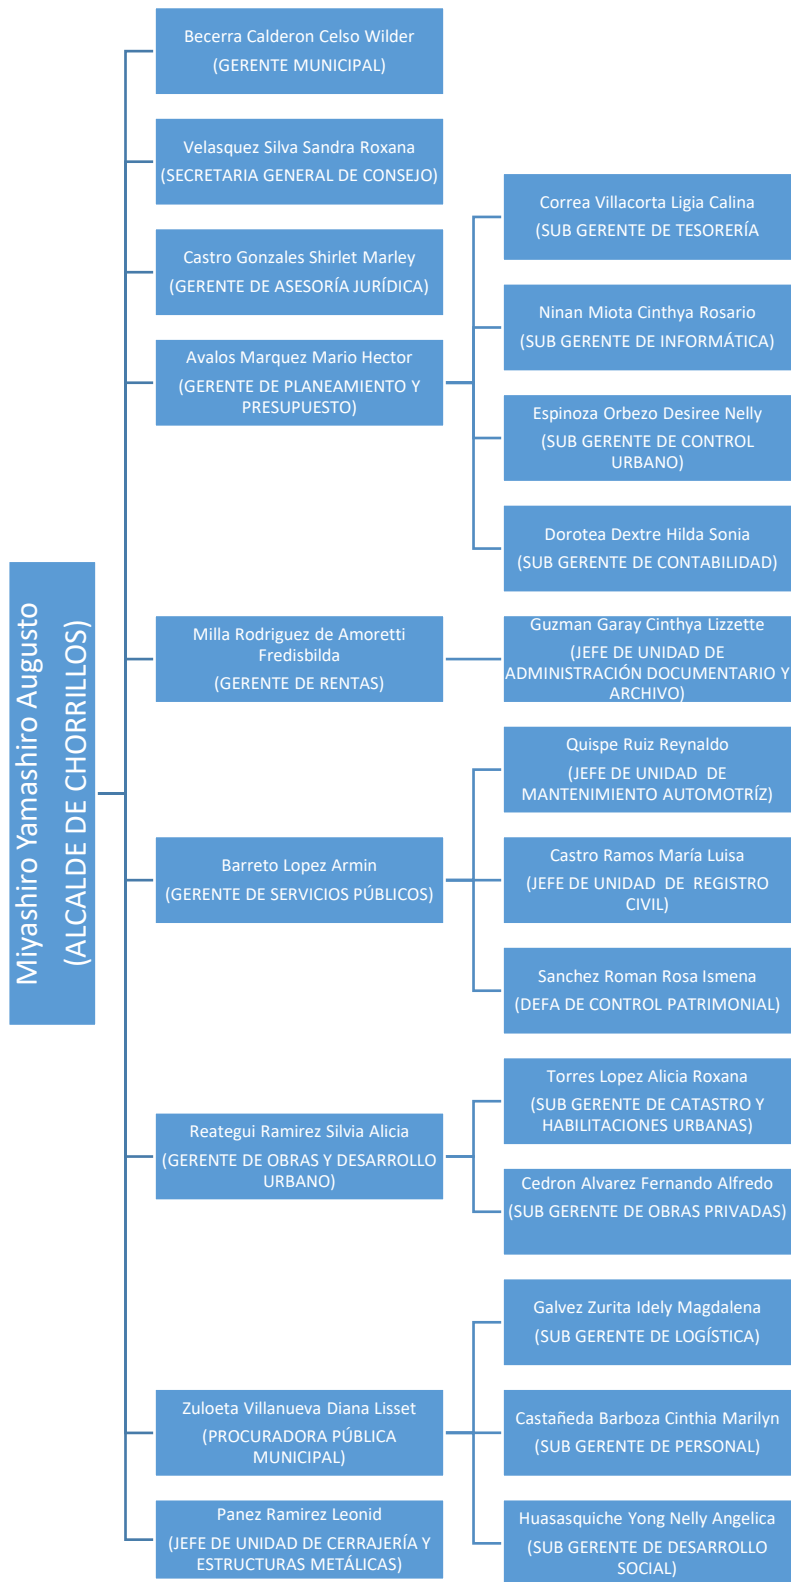 Miyashiro Yamashiro Augusto
(ALCALDE DE CHORRILLOS)
Becerra Calderon Celso Wilder
(GERENTE MUNICIPAL)
Velasquez Silva Sandra Roxana
(SECRETARIA GENERAL DE CONSEJO)
Castro Gonzales Shirlet Marley
(GERENTE DE ASESORÍA JURÍDICA)
Avalos Marquez Mario Hector
(GERENTE DE PLANEAMIENTO Y
PRESUPUESTO)
Correa Villacorta Ligia Calina
(SUB GERENTE DE TESORERÍA
Ninan Miota Cinthya Rosario
(SUB GERENTE DE INFORMÁTICA)
Espinoza Orbezo Desiree Nelly
(SUB GERENTE DE CONTROL
URBANO)
Dorotea Dextre Hilda Sonia
(SUB GERENTE DE CONTABILIDAD)
Milla Rodriguez de Amoretti
Fredisbilda
(GERENTE DE RENTAS)
Guzman Garay Cinthya Lizzette
(JEFE DE UNIDAD DE
ADMINISTRACIÓN DOCUMENTARIO Y
ARCHIVO)
Barreto Lopez Armin
(GERENTE DE SERVICIOS PÚBLICOS)
Quispe Ruiz Reynaldo
(JEFE DE UNIDAD  DE
MANTENIMIENTO AUTOMOTRÍZ)
Castro Ramos María Luisa
(JEFE DE UNIDAD  DE  REGISTRO
CIVIL)
Sanchez Roman Rosa Ismena
(DEFA DE CONTROL PATRIMONIAL)
Reategui Ramirez Silvia Alicia
(GERENTE DE OBRAS Y DESARROLLO
URBANO)
Torres Lopez Alicia Roxana
(SUB GERENTE DE CATASTRO Y
HABILITACIONES URBANAS)
Cedron Alvarez Fernando Alfredo
(SUB GERENTE DE OBRAS PRIVADAS)
Zuloeta Villanueva Diana Lisset
(PROCURADORA PÚBLICA
MUNICIPAL)
Galvez Zurita Idely Magdalena
(SUB GERENTE DE LOGÍSTICA)
Castañeda Barboza Cinthia Marilyn
(SUB GERENTE DE PERSONAL)
Huasasquiche Yong Nelly Angelica
(SUB GERENTE DE DESARROLLO
SOCIAL)
Panez Ramirez Leonid
(JEFE DE UNIDAD DE CERRAJERÍA Y
ESTRUCTURAS METÁLICAS)